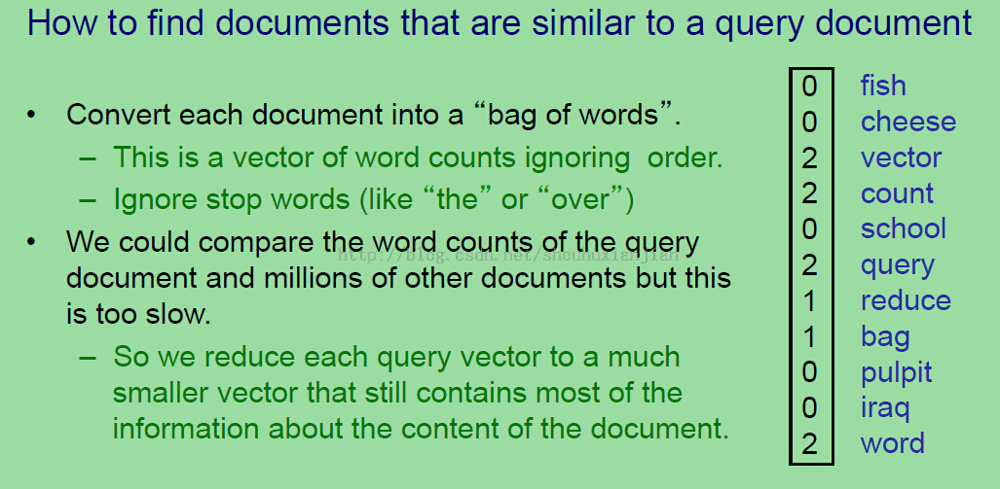 How to find documents that are similar to a query document
• Convert each document into a “bag of words”.
– This is a vector of word counts ignoring order.
– Ignore stop words (like “the” or “over”)
• We could compare the word counts of the query
document and millions of other documents but this
is too slow.
– So we reduce each query vector to a much
smaller vector that still contains most of the
information about the content of the document.
http://blog.csdn.net/shouhuxianjian
0 fish
0 cheese
2 vector
2 count
0 school
2 query
1 reduce
1 bag
0 pulpit
0 iraq
2 word